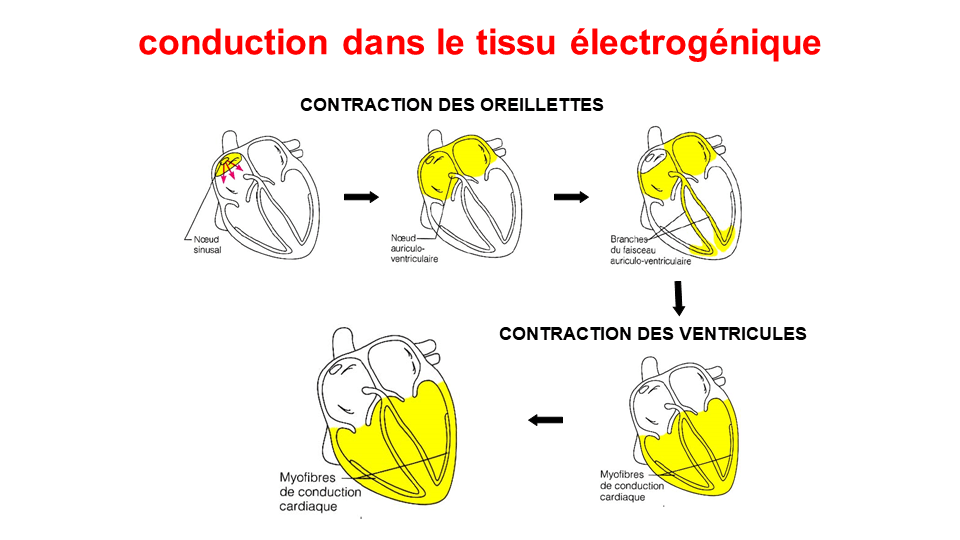 conduction dans le tissu électrogénique
CONTRACTION DES OREILLETTES
Nœud
sinusal
Nœud
auriculo-
ventriculaire
Branches
du faisceau
auriculo-ventriculaire
CONTRACTION DES VENTRICULES
Myofibres
de conduction
cardiaque
Myofibres
de conduction
cardiaque